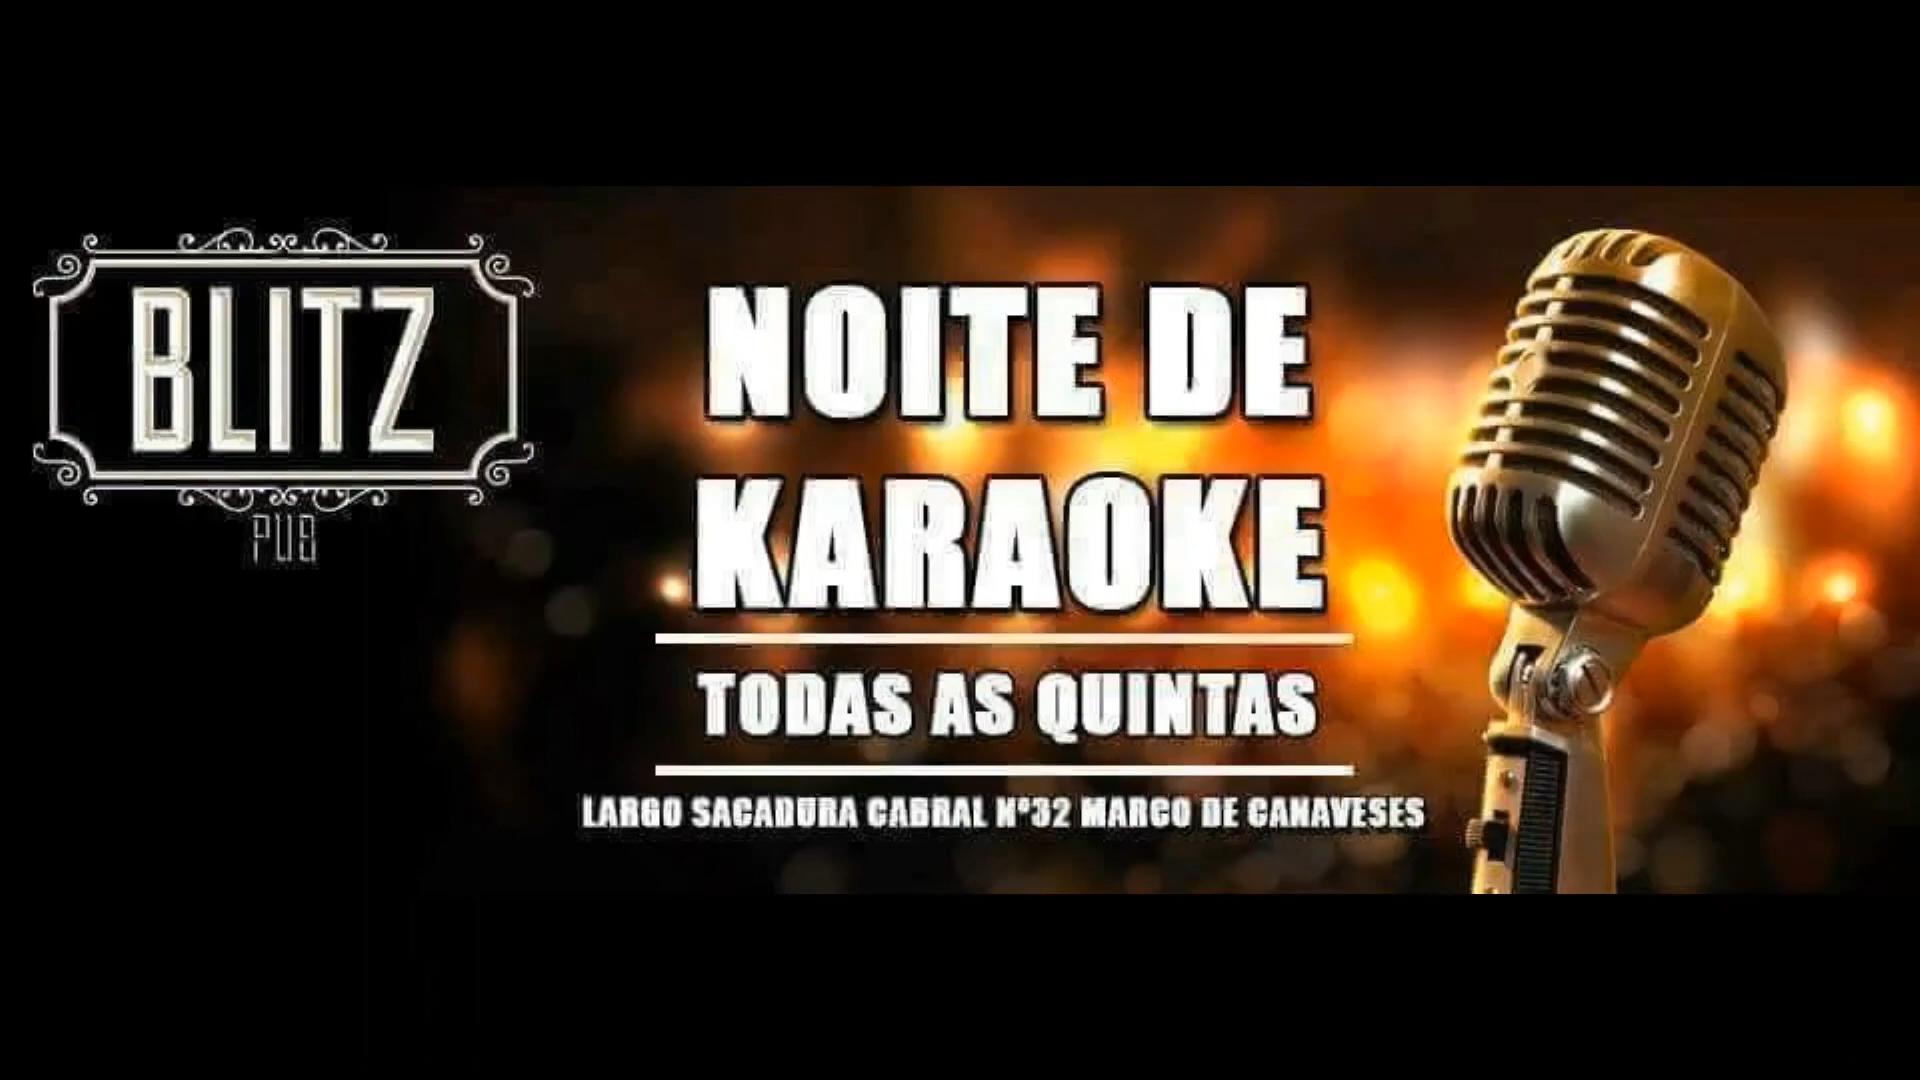 BLITZ
PUB
NOITE DE
KARAOKE
TODAS AS QUINTAS
LARGO SACADURA CABRAL Nº32 MARCO DE CANAVESES